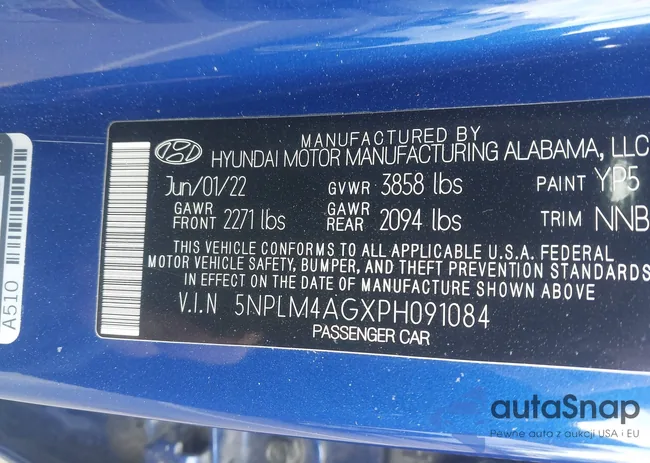 MANUFACTURED BY
HYUNDAI MOTOR MANUFACTURING ALABAMA, LLC
Jun/01/22 GVWR 3858 lbs PAINT YP5
GAWR FRONT 2271 lbs GAWR REAR 2094 lbs TRIM NNB
THIS VEHICLE CONFORMS TO ALL APPLICABLE U.S.A. FEDERAL
MOTOR VEHICLE SAFETY, BUMPER, AND THEFT PREVENTION STANDARDS
IN EFFECT ON THE DATE OF MANUFACTURE SHOWN ABOVE
V.I.N 5NPLM4AGXPH091084
PASSENGER CAR
A510
autaSnap
Pewne auta z aukcji USA i EU